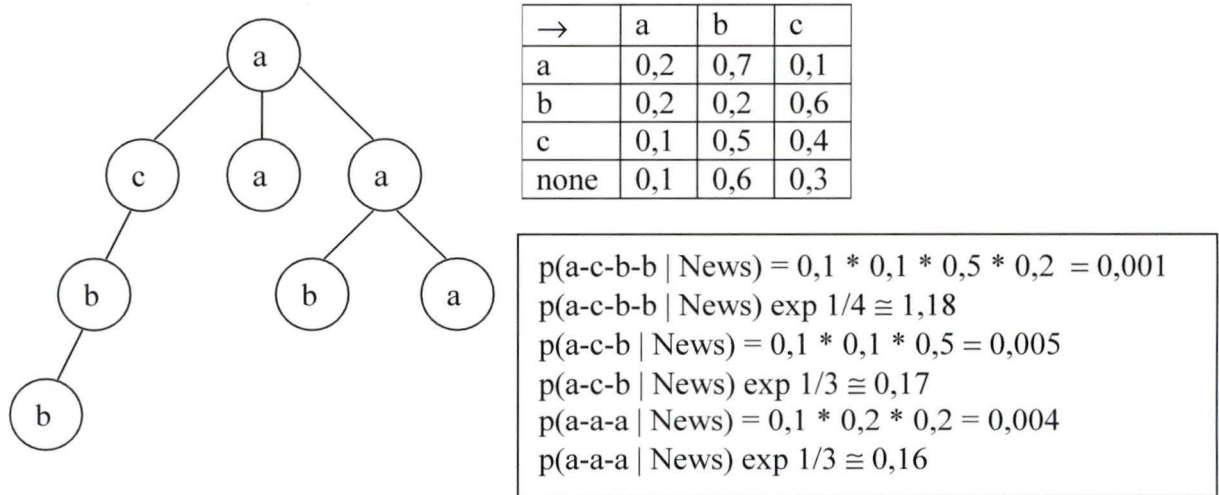 a
c a a
b b a
b
→ a b c
a 0,2 0,7 0,1
b 0,2 0,2 0,6
c 0,1 0,5 0,4
none 0,1 0,6 0,3
p(a-c-b-b | News) = 0,1 * 0,1 * 0,5 * 0,2 = 0,001
p(a-c-b-b | News) exp 1/4 ≅ 1,18
p(a-c-b | News) = 0,1 * 0,1 * 0,5 = 0,005
p(a-c-b | News) exp 1/3 ≅ 0,17
p(a-a-a | News) = 0,1 * 0,2 * 0,2 = 0,004
p(a-a-a | News) exp 1/3 ≅ 0,16